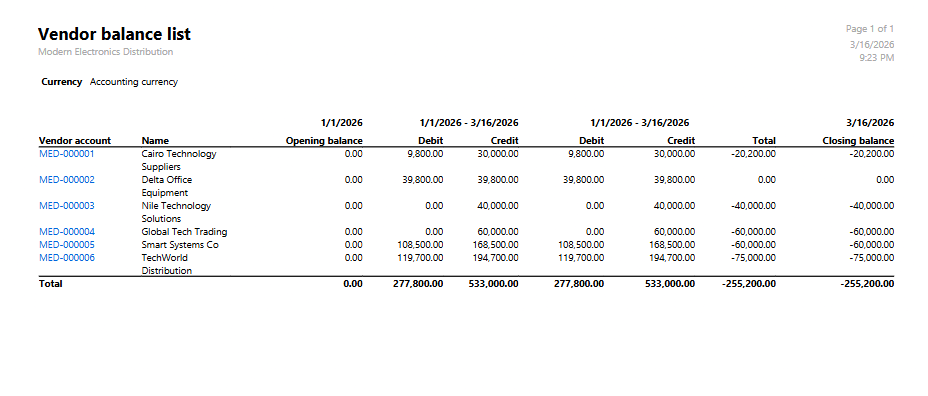 Vendor balance list
Page 1 of 1
Modern Electronics Distribution
3/16/2026
9:23 PM
Currency Accounting currency
1/1/2026 1/1/2026 - 3/16/2026 1/1/2026 - 3/16/2026 3/16/2026
Vendor account Name Opening balance Debit Credit Debit Credit Total Closing balance
MED-000001 Cairo Technology 0.00 9,800.00 30,000.00 9,800.00 30,000.00 -20,200.00 -20,200.00
Suppliers
MED-000002 Delta Office 0.00 39,800.00 39,800.00 39,800.00 39,800.00 0.00 0.00
Equipment
MED-000003 Nile Technology 0.00 0.00 40,000.00 0.00 40,000.00 -40,000.00 -40,000.00
Solutions
MED-000004 Global Tech Trading 0.00 0.00 60,000.00 0.00 60,000.00 -60,000.00 -60,000.00
MED-000005 Smart Systems Co 0.00 108,500.00 168,500.00 108,500.00 168,500.00 -60,000.00 -60,000.00
MED-000006 TechWorld 0.00 119,700.00 194,700.00 119,700.00 194,700.00 -75,000.00 -75,000.00
Distribution
Total 0.00 277,800.00 533,000.00 277,800.00 533,000.00 -255,200.00 -255,200.00